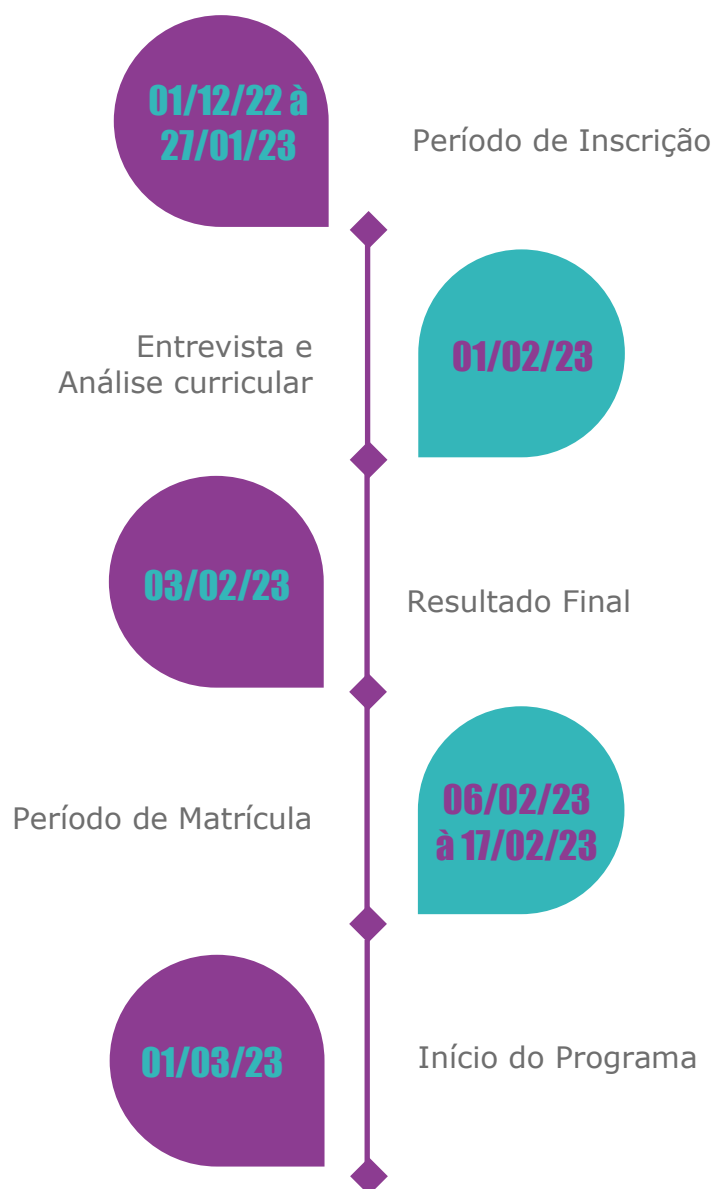 01/12/22 à
27/01/23
Período de Inscrição
Entrevista e
Análise curricular
01/02/23
03/02/23
Resultado Final
Período de Matrícula
06/02/23
à 17/02/23
01/03/23
Início do Programa